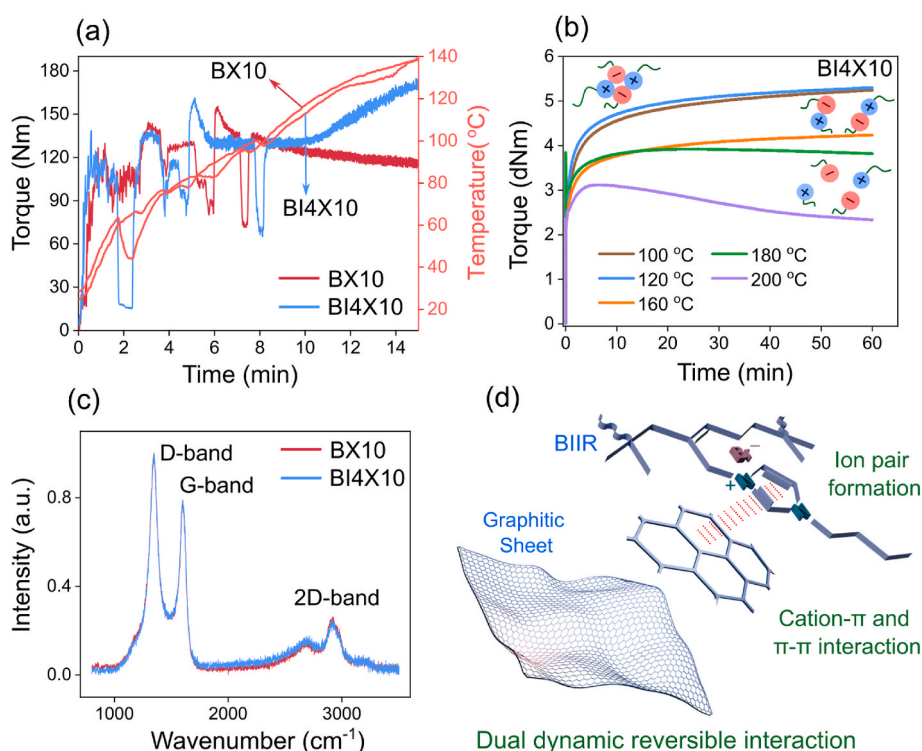 (a)
BX10
BI4X10
BX10
BI4X10
Torque (Nm)
180
150
120
90
60
30
0
Temperature( °C)
140
120
100
80
60
40
20
0 2 4 6 8 10 12 14
Time (min)
(b)
BI4X10
Torque (dNm)
6
5
4
3
2
1
0
100 °C
120 °C
160 °C
180 °C
200 °C
0 10 20 30 40 50 60
Time (min)
(c)
D-band
G-band
2D-band
BX10
BI4X10
Intensity (a.u.)
0.8
0.4
0.0
1000 2000 3000
Wavenumber (cm⁻¹)
(d)
BIIR
−
+
Ion pair
formation
Graphitic
Sheet
Cation-π and
π-π interaction
Dual dynamic reversible interaction